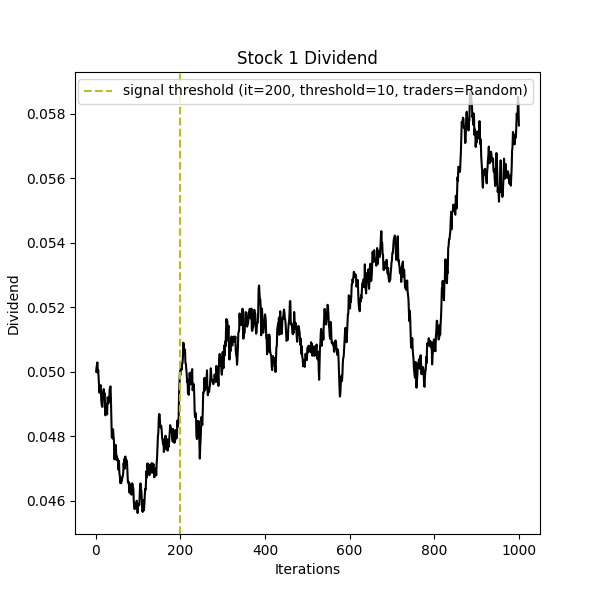 Stock 1 Dividend
signal threshold (it=200, threshold=10, traders=Random)
0.058
0.056
0.054
0.052
0.050
0.048
0.046
Dividend
0 200 400 600 800 1000
Iterations